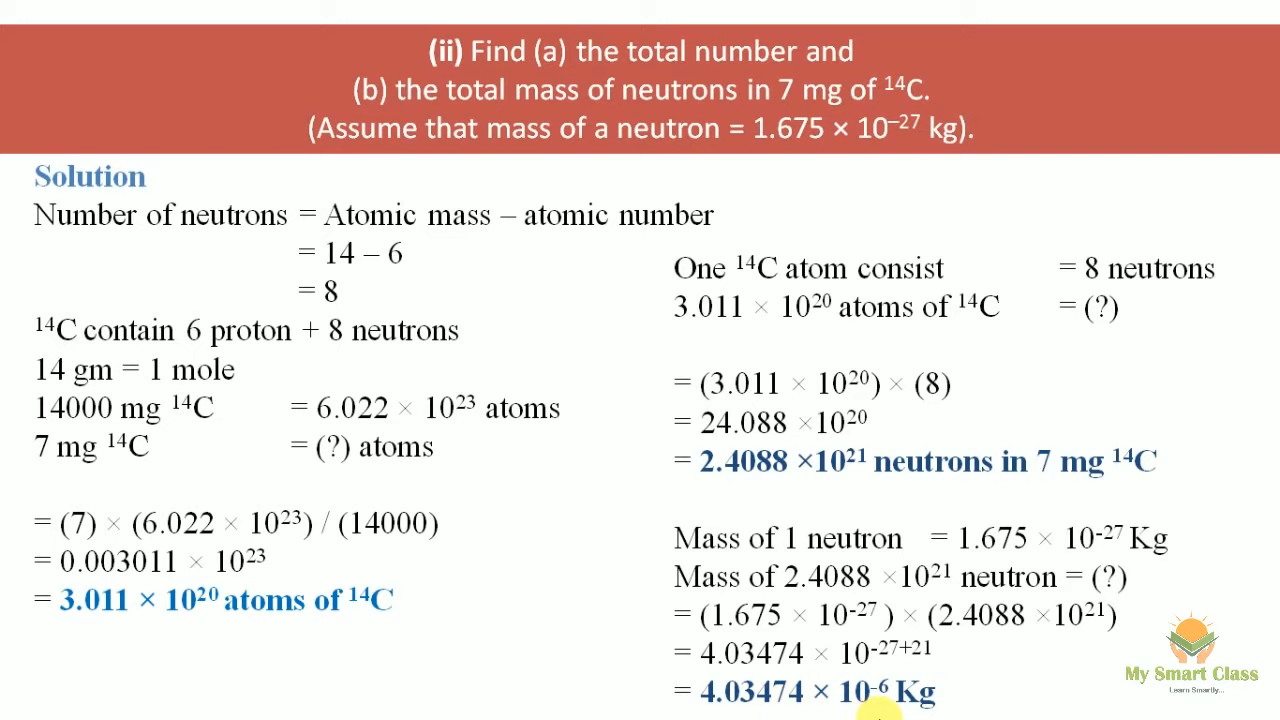 (ii) Find (a) the total number and
(b) the total mass of neutrons in 7 mg of ¹⁴C.
(Assume that mass of a neutron = 1.675 × 10⁻²⁷ kg).
Solution
Number of neutrons = Atomic mass – atomic number
= 14 – 6
= 8
¹⁴C contain 6 proton + 8 neutrons
14 gm = 1 mole
14000 mg ¹⁴C = 6.022 × 10²³ atoms
7 mg ¹⁴C = (?) atoms
= (7) × (6.022 × 10²³) / (14000)
= 0.003011 × 10²³
= 3.011 × 10²⁰ atoms of ¹⁴C
One ¹⁴C atom consist = 8 neutrons
3.011 × 10²⁰ atoms of ¹⁴C = (?)
= (3.011 × 10²⁰) × (8)
= 24.088 ×10²⁰
= 2.4088 ×10²¹ neutrons in 7 mg ¹⁴C
Mass of 1 neutron = 1.675 × 10⁻²⁷ Kg
Mass of 2.4088 ×10²¹ neutron = (?)
= (1.675 × 10⁻²⁷ ) × (2.4088 ×10²¹)
= 4.03474 × 10⁻²⁷⁺²¹
= 4.03474 × 10⁻⁶ Kg
My Smart Class
Learn Smartly...